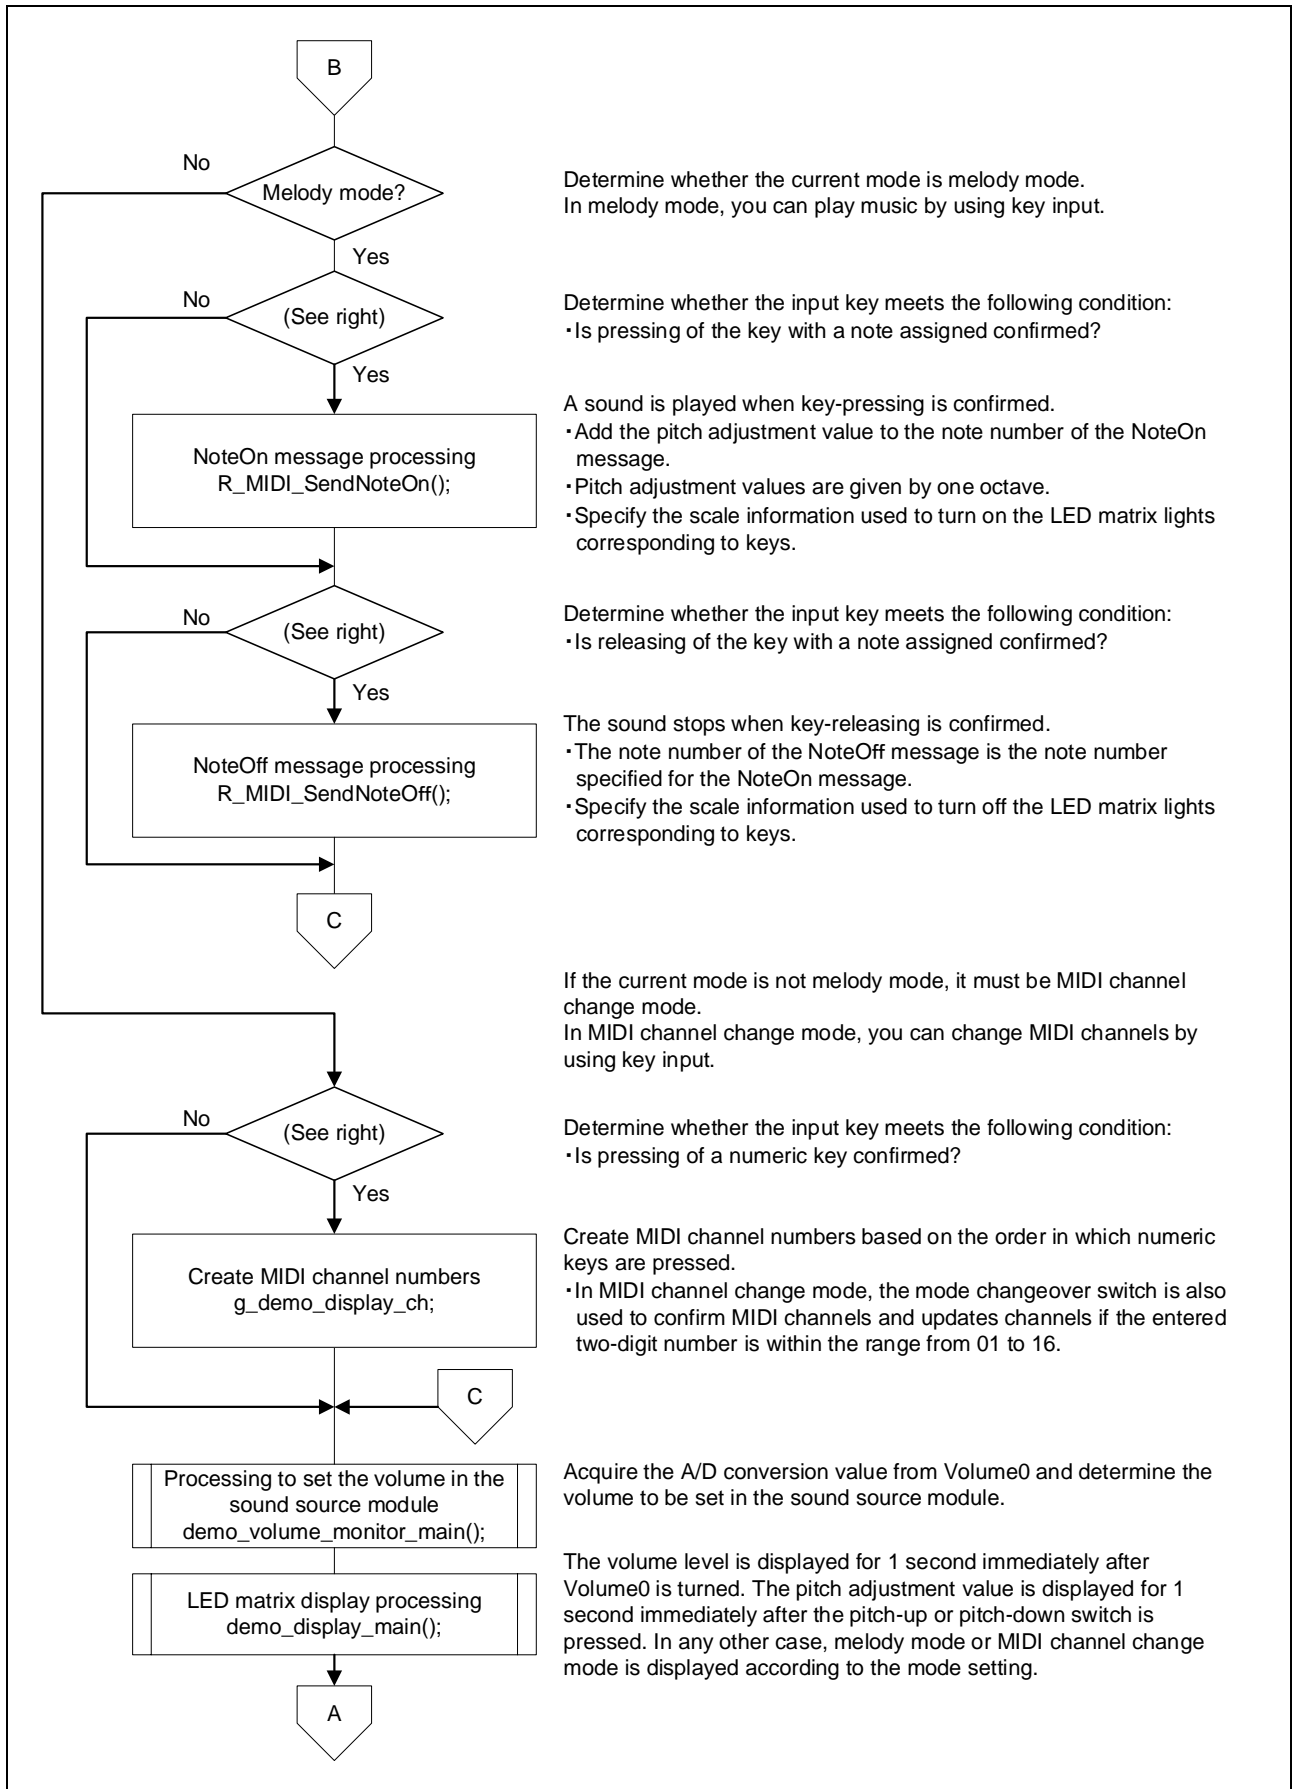 B
No
Melody mode?
Determine whether the current mode is melody mode.
In melody mode, you can play music by using key input.
Yes
No
(See right)
Determine whether the input key meets the following condition:
・Is pressing of the key with a note assigned confirmed?
Yes
NoteOn message processing
R_MIDI_SendNoteOn();
A sound is played when key-pressing is confirmed.
・Add the pitch adjustment value to the note number of the NoteOn
message.
・Pitch adjustment values are given by one octave.
・Specify the scale information used to turn on the LED matrix lights
corresponding to keys.
No
(See right)
Determine whether the input key meets the following condition:
・Is releasing of the key with a note assigned confirmed?
Yes
NoteOff message processing
R_MIDI_SendNoteOff();
The sound stops when key-releasing is confirmed.
・The note number of the NoteOff message is the note number
specified for the NoteOn message.
・Specify the scale information used to turn off the LED matrix lights
corresponding to keys.
C
If the current mode is not melody mode, it must be MIDI channel
change mode.
In MIDI channel change mode, you can change MIDI channels by
using key input.
No
(See right)
Determine whether the input key meets the following condition:
・Is pressing of a numeric key confirmed?
Yes
Create MIDI channel numbers
g_demo_display_ch;
Create MIDI channel numbers based on the order in which numeric
keys are pressed.
・In MIDI channel change mode, the mode changeover switch is also
used to confirm MIDI channels and updates channels if the entered
two-digit number is within the range from 01 to 16.
C
Processing to set the volume in the
sound source module
demo_volume_monitor_main();
Acquire the A/D conversion value from Volume0 and determine the
volume to be set in the sound source module.
LED matrix display processing
demo_display_main();
The volume level is displayed for 1 second immediately after
Volume0 is turned. The pitch adjustment value is displayed for 1
second immediately after the pitch-up or pitch-down switch is
pressed. In any other case, melody mode or MIDI channel change
mode is displayed according to the mode setting.
A